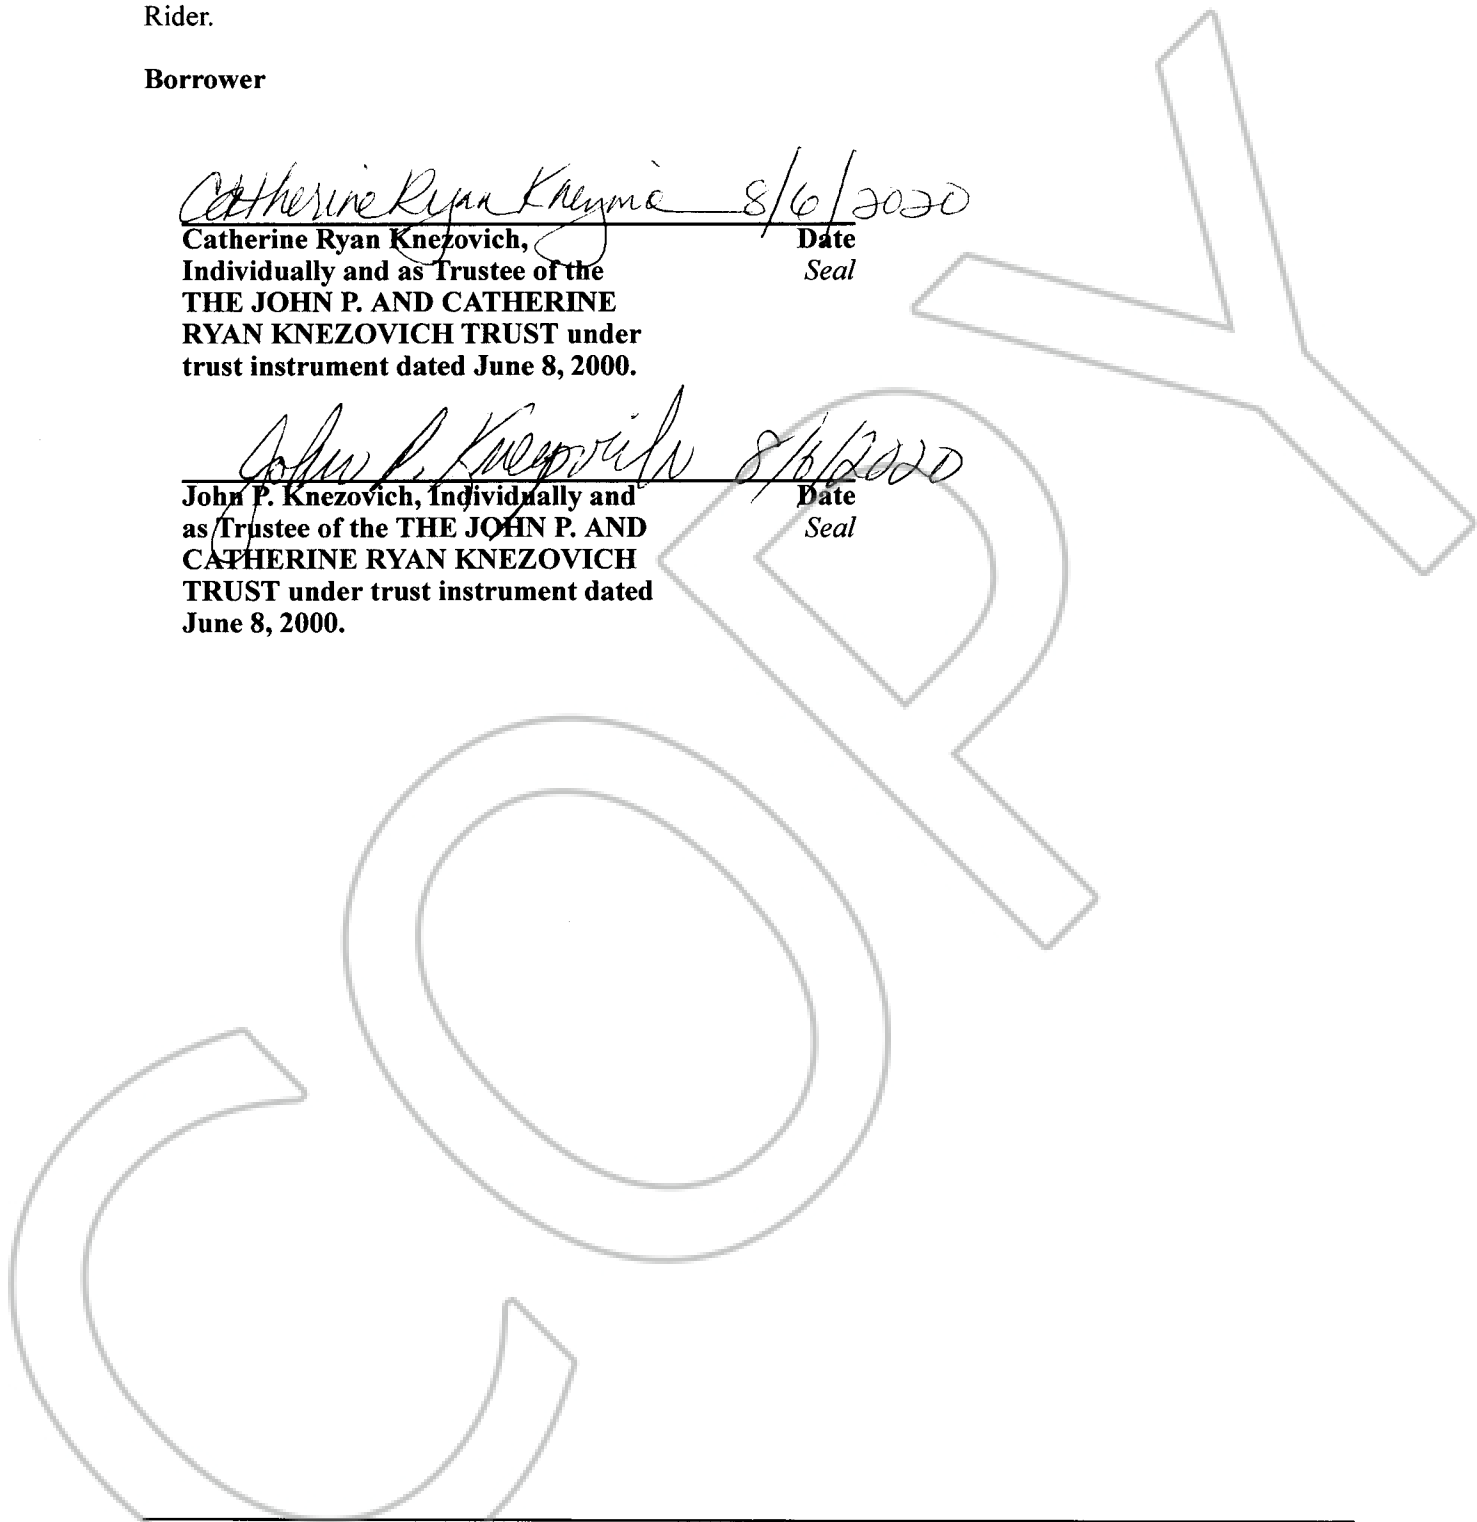 Rider.
Borrower
Catherine Ryan Knezovich 8/6/2020
Catherine Ryan Knezovich, Date
Individually and as Trustee of the Seal
THE JOHN P. AND CATHERINE
RYAN KNEZOVICH TRUST under
trust instrument dated June 8, 2000.
John P. Knezovich 8/6/2020
John P. Knezovich, Individually and Date
as Trustee of the THE JOHN P. AND Seal
CATHERINE RYAN KNEZOVICH
TRUST under trust instrument dated
June 8, 2000.
COPY